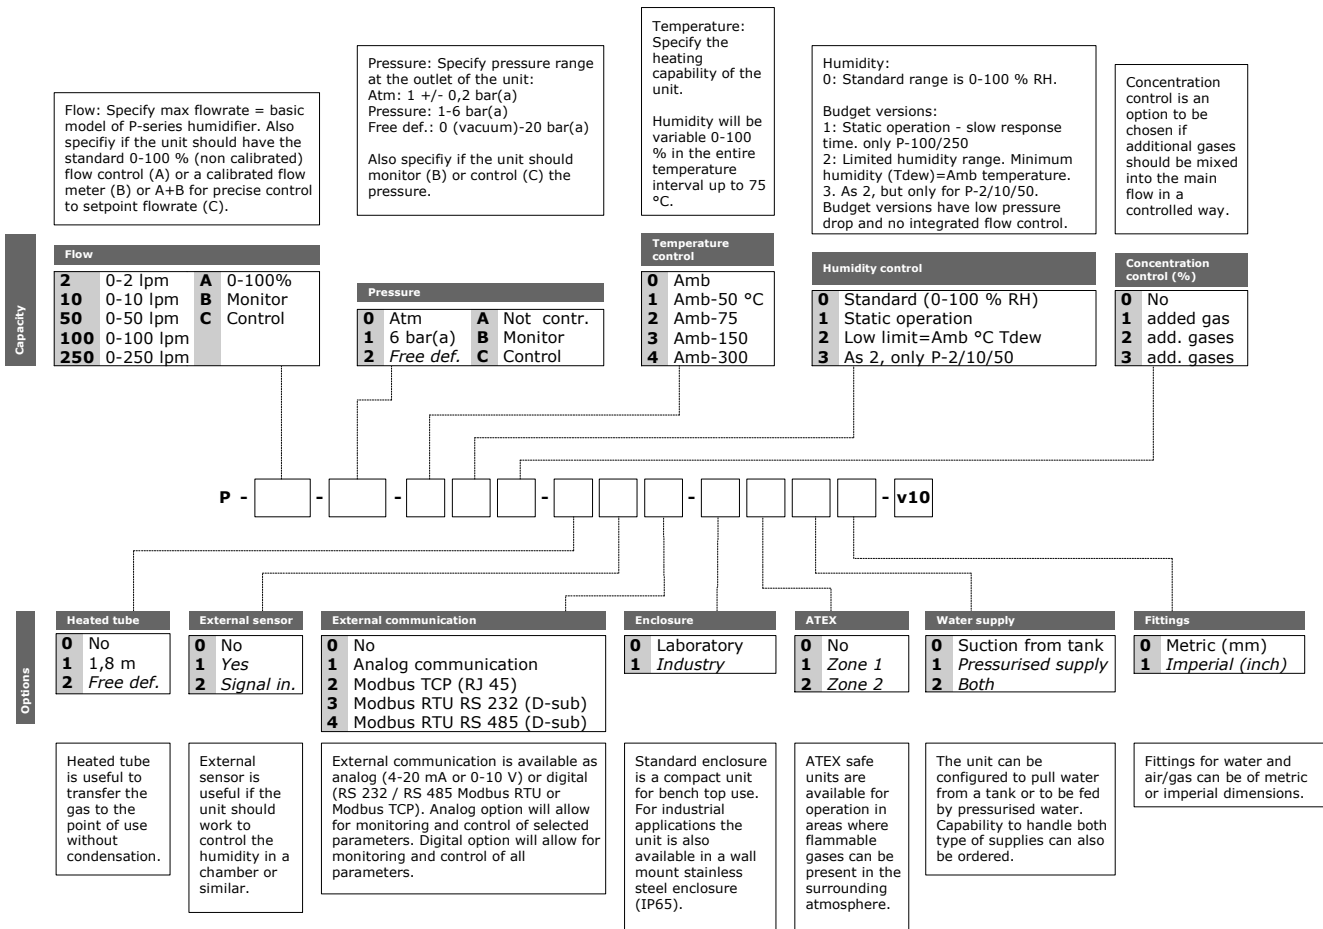 Flow: Specify max flowrate = basic
model of P-series humidifier. Also
specifiy if the unit should have the
standard 0-100 % (non calibrated)
flow control (A) or a calibrated flow
meter (B) or A+B for precise control
to setpoint flowrate (C).
Pressure: Specify pressure range
at the outlet of the unit:
Atm: 1 +/- 0,2 bar(a)
Pressure: 1-6 bar(a)
Free def.: 0 (vacuum)-20 bar(a)
Also specifiy if the unit should
monitor (B) or control (C) the
pressure.
Temperature:
Specify the
heating
capability of the
unit.
Humidity will be
variable 0-100
% in the entire
temperature
interval up to 75
°C.
Humidity:
0: Standard range is 0-100 % RH.
Budget versions:
1: Static operation - slow response
time. only P-100/250
2: Limited humidity range. Minimum
humidity (Tdew)=Amb temperature.
3. As 2, but only for P-2/10/50.
Budget versions have low pressure
drop and no integrated flow control.
Concentration
control is an
option to be
chosen if
additional gases
should be mixed
into the main
flow in a
controlled way.
Capacity
Flow
2 0-2 lpm A 0-100%
10 0-10 lpm B Monitor
50 0-50 lpm C Control
100 0-100 lpm
250 0-250 lpm
Pressure
0 Atm A Not contr.
1 6 bar(a) B Monitor
2 Free def. C Control
Temperature
control
0 Amb
1 Amb-50 °C
2 Amb-75
3 Amb-150
4 Amb-300
Humidity control
0 Standard (0-100 % RH)
1 Static operation
2 Low limit=Amb °C Tdew
3 As 2, only P-2/10/50
Concentration
control (%)
0 No
1 added gas
2 add. gases
3 add. gases
P - - - - - - v10
Options
Heated tube
0 No
1 1,8 m
2 Free def.
External sensor
0 No
1 Yes
2 Signal in.
External communication
0 No
1 Analog communication
2 Modbus TCP (RJ 45)
3 Modbus RTU RS 232 (D-sub)
4 Modbus RTU RS 485 (D-sub)
Enclosure
0 Laboratory
1 Industry
ATEX
0 No
1 Zone 1
2 Zone 2
Water supply
0 Suction from tank
1 Pressurised supply
2 Both
Fittings
0 Metric (mm)
1 Imperial (inch)
Heated tube
is useful to
transfer the
gas to the
point of use
without
condensation.
External
sensor is
useful if the
unit should
work to
control the
humidity in a
chamber or
similar.
External communication is available as
analog (4-20 mA or 0-10 V) or digital
(RS 232 / RS 485 Modbus RTU or
Modbus TCP). Analog option will allow
for monitoring and control of selected
parameters. Digital option will allow for
monitoring and control of all
parameters.
Standard enclosure
is a compact unit
for bench top use.
For industrial
applications the
unit is also
available in a wall
mount stainless
steel enclosure
(IP65).
ATEX safe
units are
available for
operation in
areas where
flammable
gases can be
present in the
surrounding
atmosphere.
The unit can be
configured to pull water
from a tank or to be fed
by pressurised water.
Capability to handle both
type of supplies can also
be ordered.
Fittings for water and
air/gas can be of metric
or imperial dimensions.